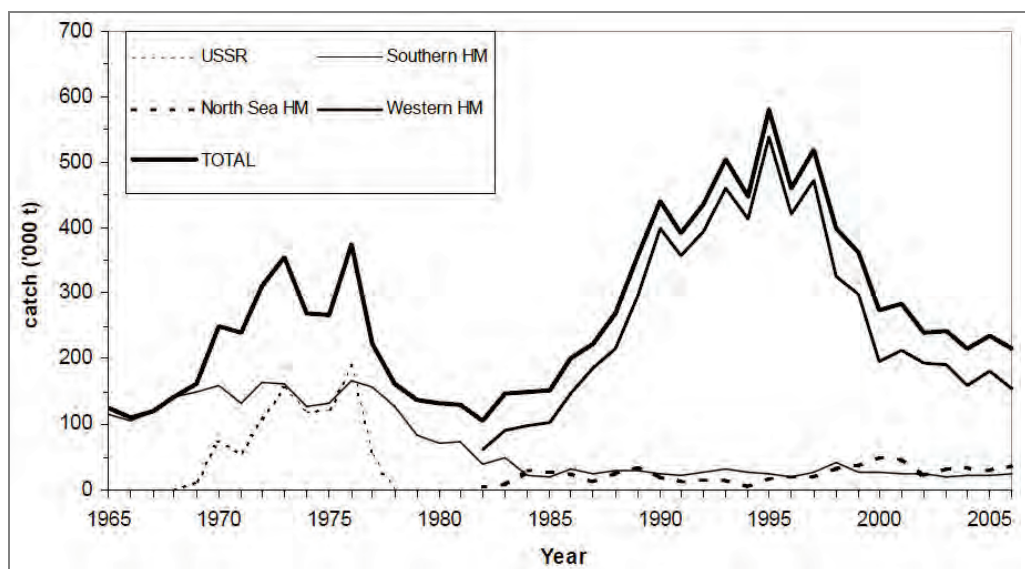 700
600
500
400
300
200
100
0
catch ('000 t)
USSR Southern HM
North Sea HM Western HM
TOTAL
1965 1970 1975 1980 1985 1990 1995 2000 2005
Year